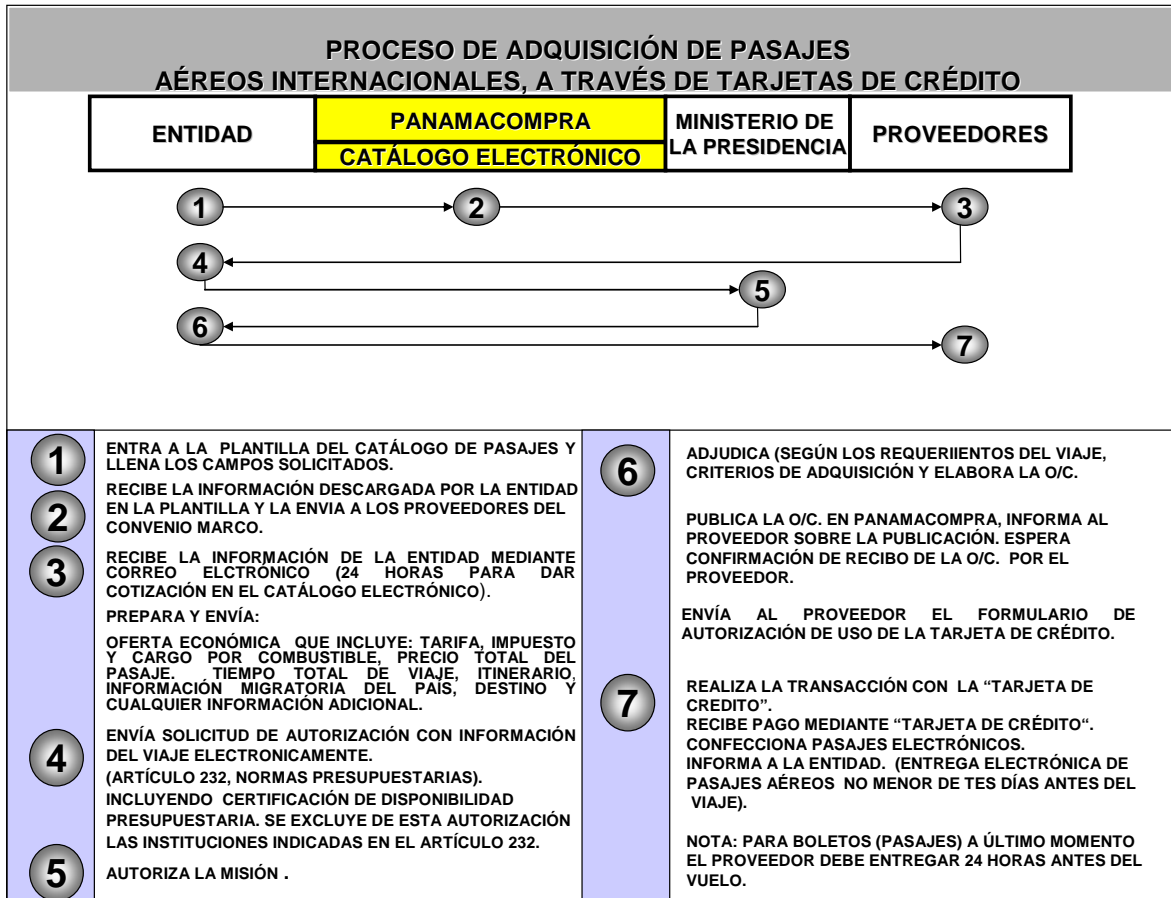 PROCESO DE ADQUISICIÓN DE PASAJES
AÉREOS INTERNACIONALES, A TRAVÉS DE TARJETAS DE CRÉDITO
ENTIDAD
PANAMACOMPRA
CATÁLOGO ELECTRÓNICO
MINISTERIO DE
LA PRESIDENCIA
PROVEEDORES
1
2
3
4
5
6
7
1
ENTRA A LA PLANTILLA DEL CATÁLOGO DE PASAJES Y
LLENA LOS CAMPOS SOLICITADOS.
2
RECIBE LA INFORMACIÓN DESCARGADA POR LA ENTIDAD
EN LA PLANTILLA Y LA ENVIA A LOS PROVEEDORES DEL
CONVENIO MARCO.
3
RECIBE LA INFORMACIÓN DE LA ENTIDAD MEDIANTE
CORREO ELCTRÓNICO (24 HORAS PARA DAR
COTIZACIÓN EN EL CATÁLOGO ELECTRÓNICO).
PREPARA Y ENVÍA:
OFERTA ECONÓMICA QUE INCLUYE: TARIFA, IMPUESTO
Y CARGO POR COMBUSTIBLE, PRECIO TOTAL DEL
PASAJE. TIEMPO TOTAL DE VIAJE, ITINERARIO,
INFORMACIÓN MIGRATORIA DEL PAÍS, DESTINO Y
CUALQUIER INFORMACIÓN ADICIONAL.
4
ENVÍA SOLICITUD DE AUTORIZACIÓN CON INFORMACIÓN
DEL VIAJE ELECTRONICAMENTE.
(ARTÍCULO 232, NORMAS PRESUPUESTARIAS).
INCLUYENDO CERTIFICACIÓN DE DISPONIBILIDAD
PRESUPUESTARIA. SE EXCLUYE DE ESTA AUTORIZACIÓN
LAS INSTITUCIONES INDICADAS EN EL ARTÍCULO 232.
5
AUTORIZA LA MISIÓN .
6
ADJUDICA (SEGÚN LOS REQUERIIENTOS DEL VIAJE,
CRITERIOS DE ADQUISICIÓN Y ELABORA LA O/C.
PUBLICA LA O/C. EN PANAMACOMPRA, INFORMA AL
PROVEEDOR SOBRE LA PUBLICACIÓN. ESPERA
CONFIRMACIÓN DE RECIBO DE LA O/C. POR EL
PROVEEDOR.
ENVÍA AL PROVEEDOR EL FORMULARIO DE
AUTORIZACIÓN DE USO DE LA TARJETA DE CRÉDITO.
7
REALIZA LA TRANSACCIÓN CON LA “TARJETA DE
CREDITO”.
RECIBE PAGO MEDIANTE “TARJETA DE CRÉDITO“.
CONFECCIONA PASAJES ELECTRÓNICOS.
INFORMA A LA ENTIDAD. (ENTREGA ELECTRÓNICA DE
PASAJES AÉREOS NO MENOR DE TES DÍAS ANTES DEL
VIAJE).
NOTA: PARA BOLETOS (PASAJES) A ÚLTIMO MOMENTO
EL PROVEEDOR DEBE ENTREGAR 24 HORAS ANTES DEL
VUELO.